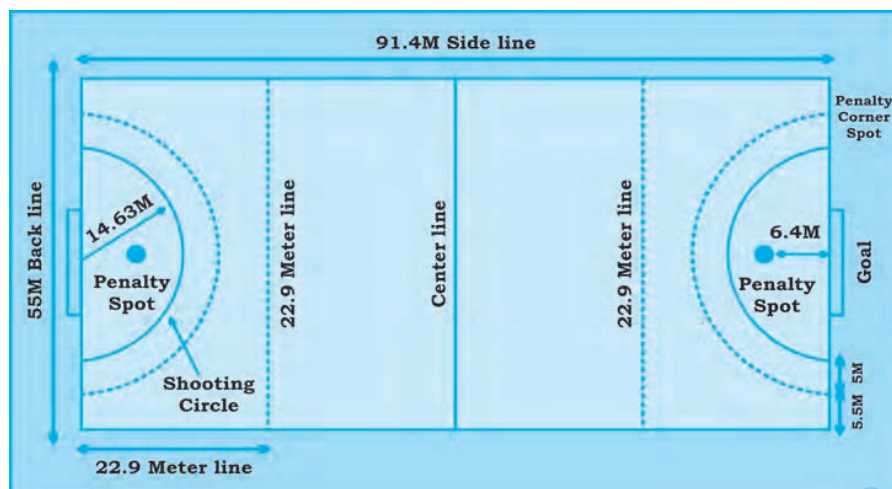 91.4M Side line
Penalty
Corner
Spot
55M Back line
14.63M
Penalty
Spot
Shooting
Circle
22.9 Meter line
22.9 Meter line
Center line
22.9 Meter line
6.4M
Penalty
Spot
Goal
5M
5.5M